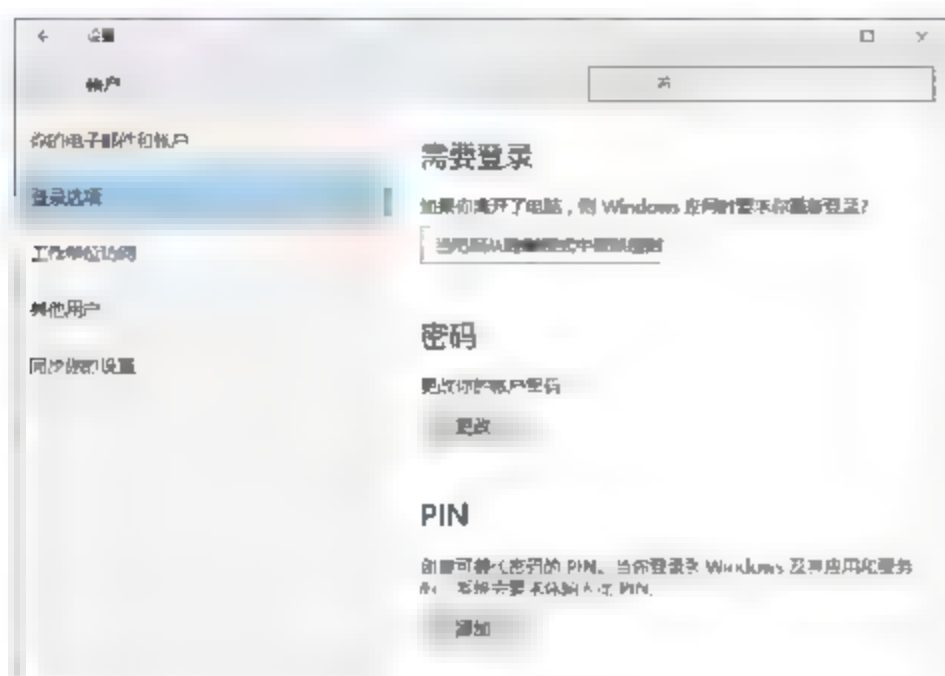 设置
帐户
你的电子邮件和帐户
登录选项
需要登录
如果你离开了电脑，则 Windows 应何时要求你重新登录?
工作单位访问
当电脑从睡眠模式中唤醒时
其他用户
密码
同步你的设置
更改你的帐户密码
更改
PIN
创建可替代密码的 PIN。当你登录到 Windows 及其应用和服务
时，系统会要求你输入此 PIN。
添加